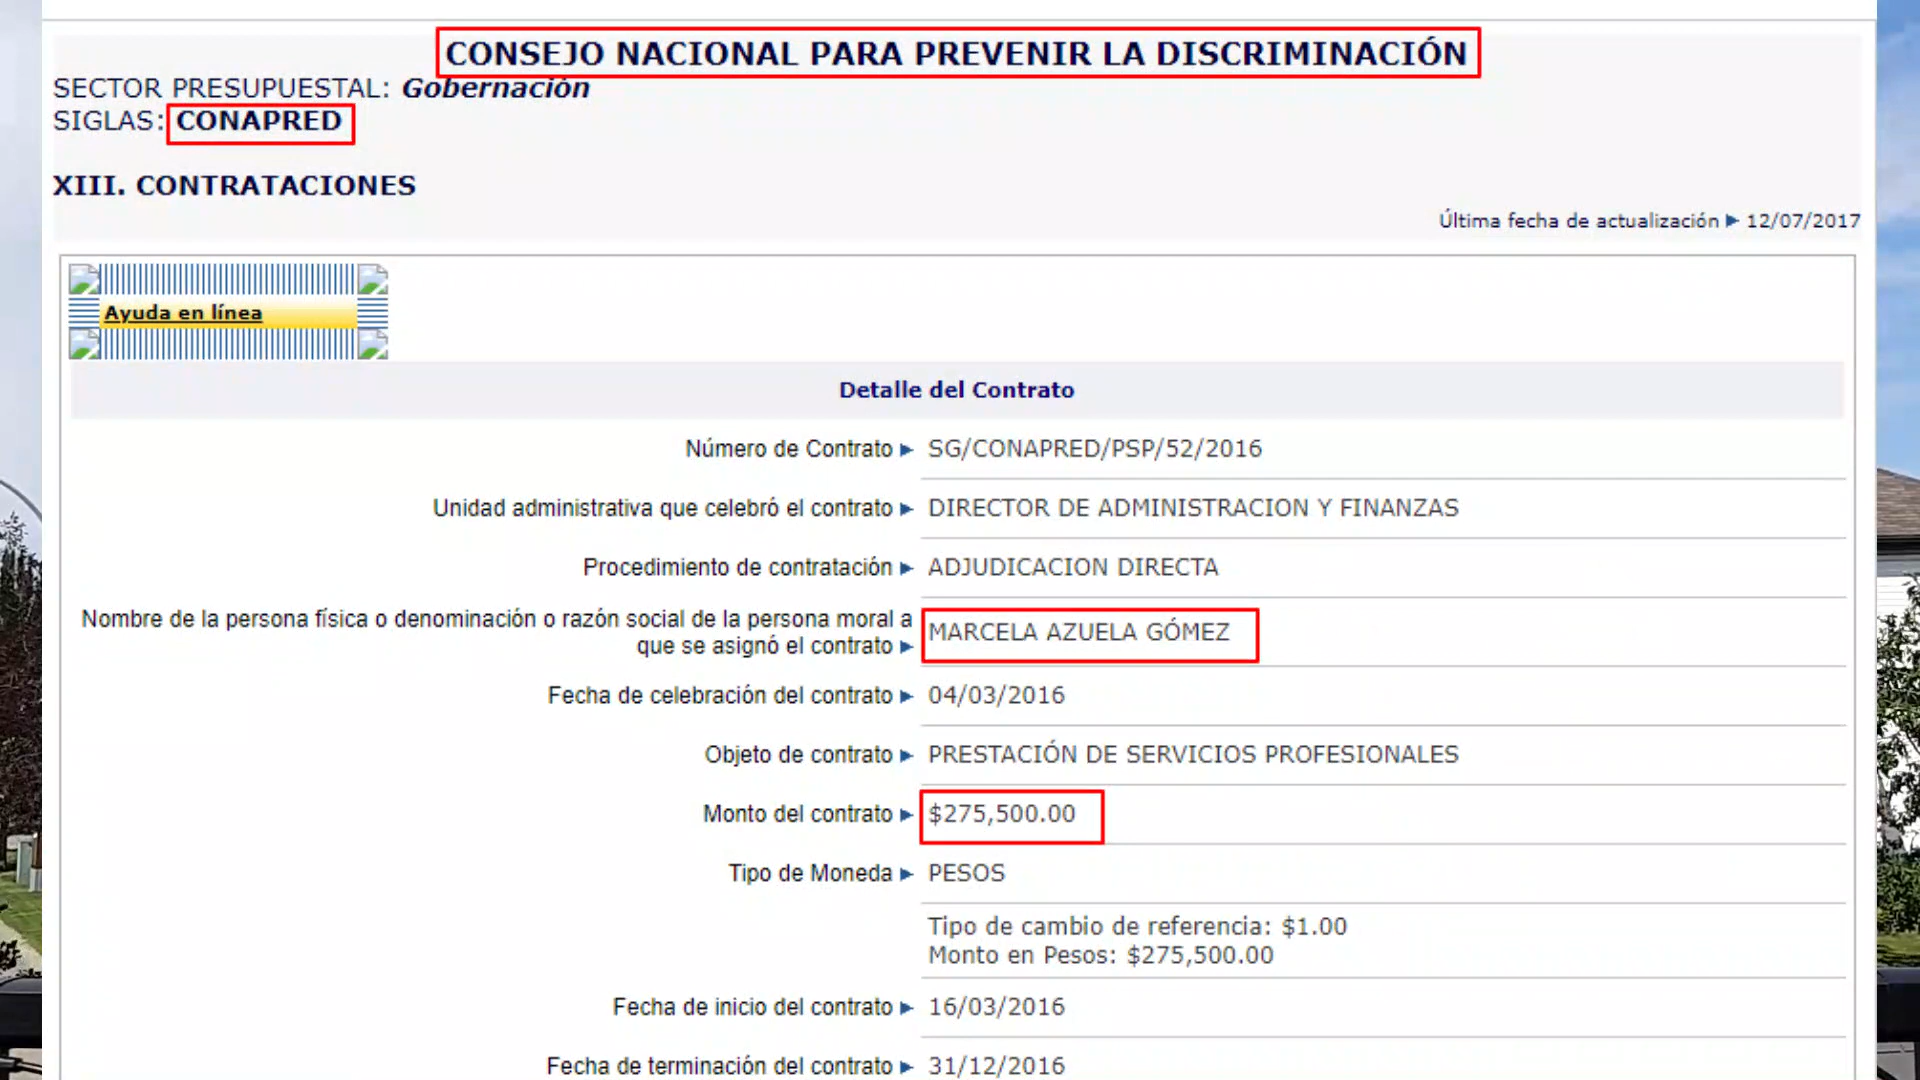 CONSEJO NACIONAL PARA PREVENIR LA DISCRIMINACIÓN
SECTOR PRESUPUESTAL: Gobernación
SIGLAS: CONAPRED
XIII. CONTRATACIONES
Última fecha de actualización ► 12/07/2017
Ayuda en línea
Detalle del Contrato
Número de Contrato ► SG/CONAPRED/PSP/52/2016
Unidad administrativa que celebró el contrato ► DIRECTOR DE ADMINISTRACION Y FINANZAS
Procedimiento de contratación ► ADJUDICACION DIRECTA
Nombre de la persona física o denominación o razón social de la persona moral a
que se asignó el contrato ► MARCELA AZUELA GÓMEZ
Fecha de celebración del contrato ► 04/03/2016
Objeto de contrato ► PRESTACIÓN DE SERVICIOS PROFESIONALES
Monto del contrato ► $275,500.00
Tipo de Moneda ► PESOS
Tipo de cambio de referencia: $1.00
Monto en Pesos: $275,500.00
Fecha de inicio del contrato ► 16/03/2016
Fecha de terminación del contrato ► 31/12/2016